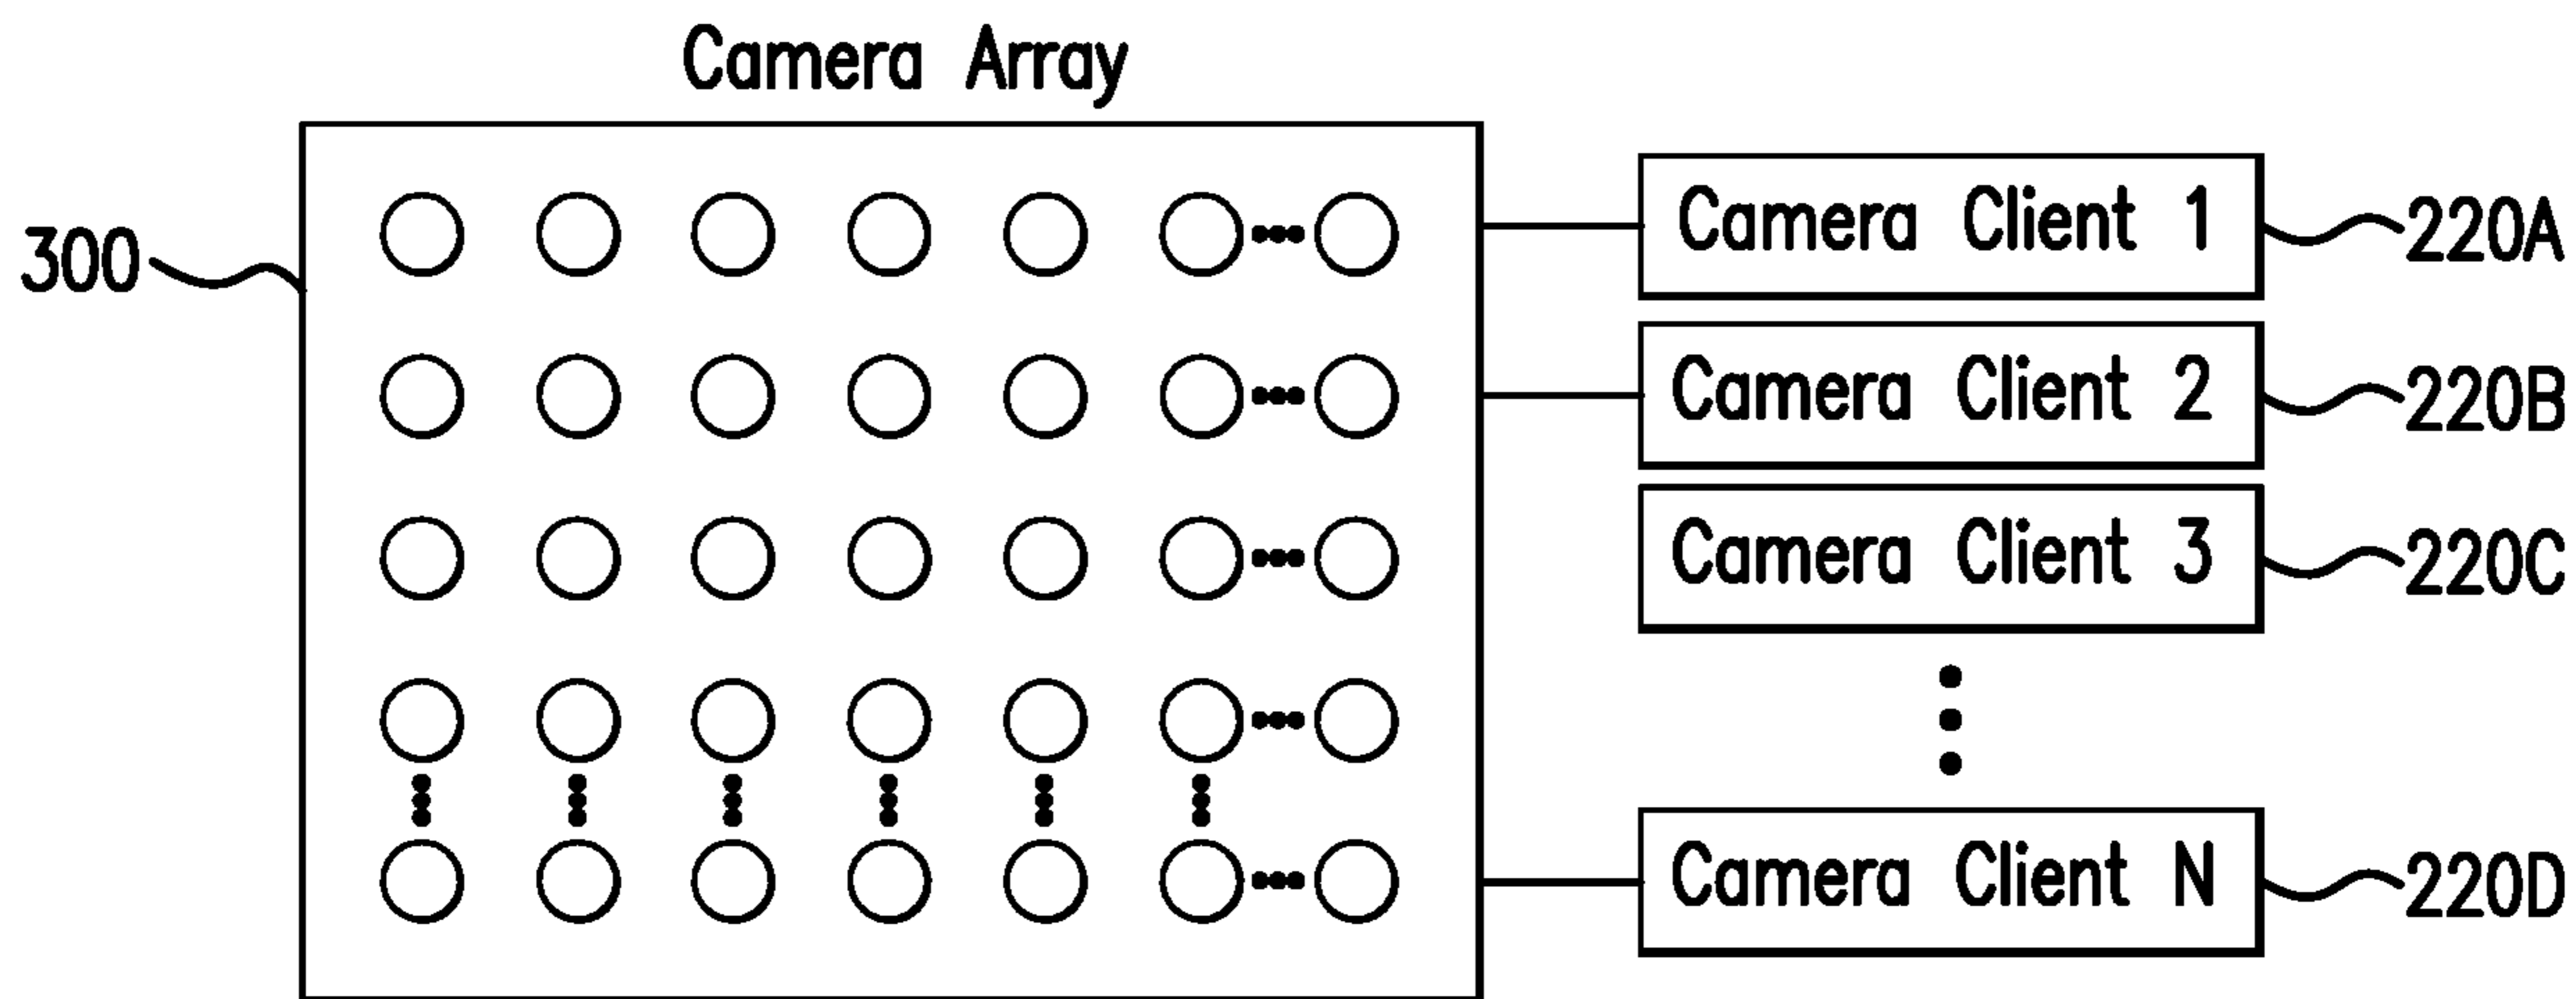 Camera Array
300
Camera Client 1
220A
Camera Client 2
220B
Camera Client 3
220C
Camera Client N
220D